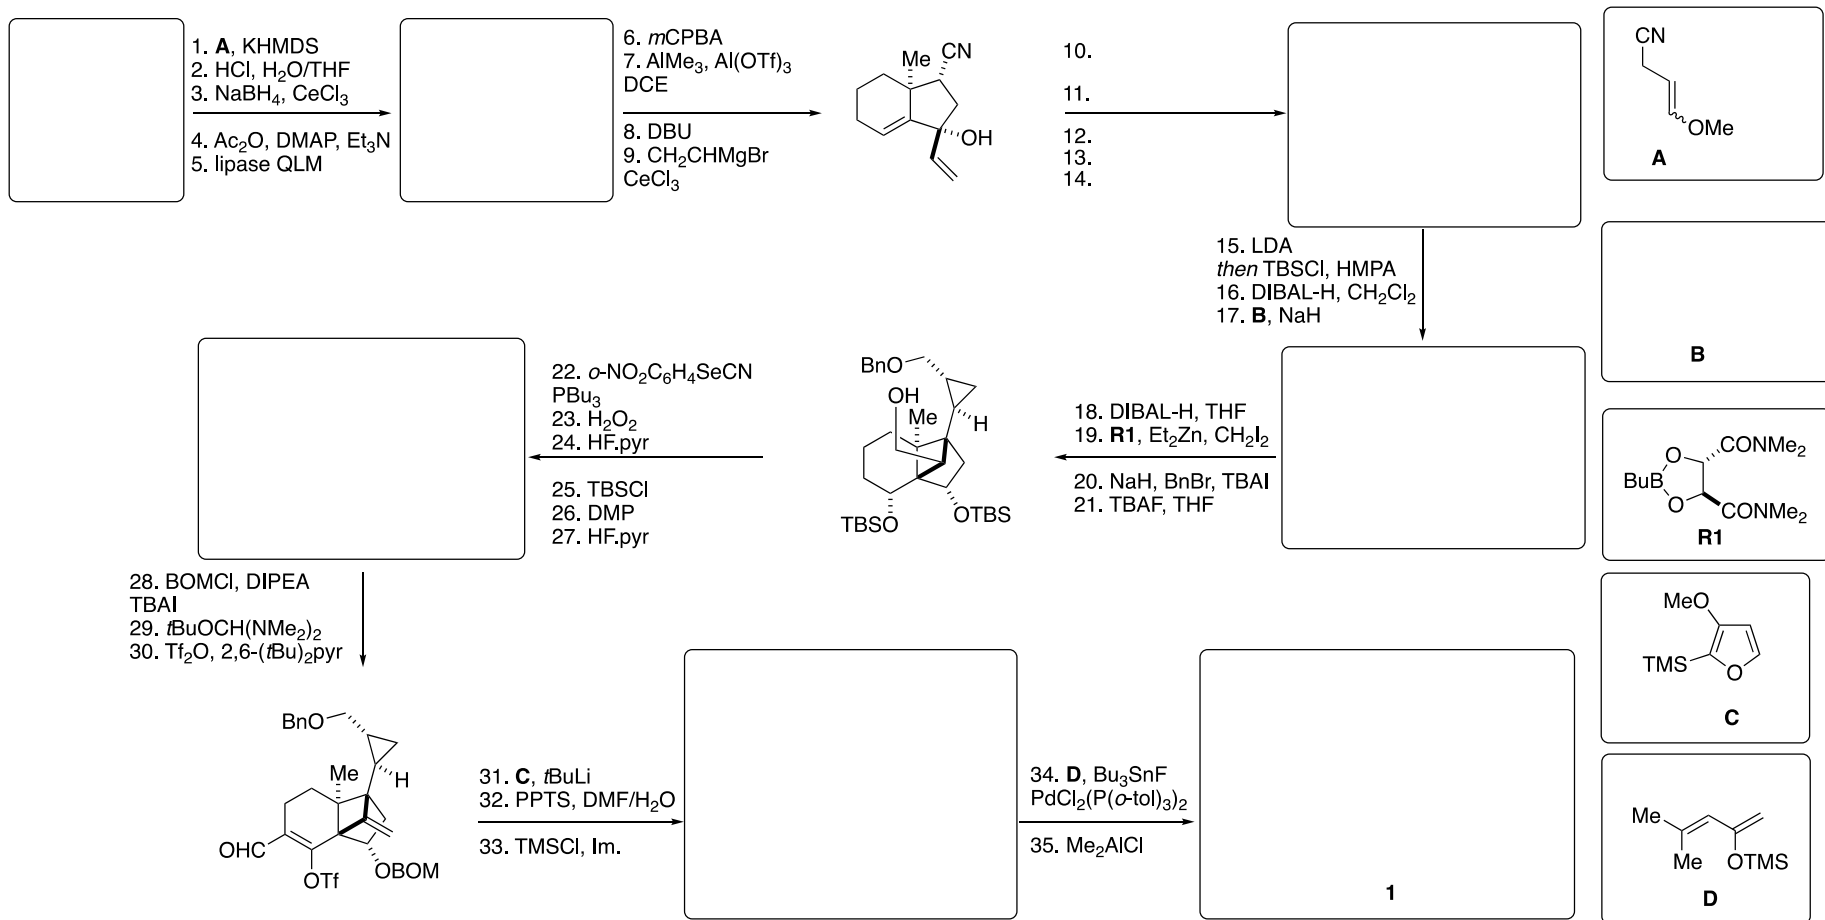 1. A, KHMDS
2. HCl, H₂O/THF
3. NaBH₄, CeCl₃
4. Ac₂O, DMAP, Et₃N
5. lipase QLM
6. mCPBA
7. AlMe₃, Al(OTf)₃
DCE
8. DBU
9. CH₂CHMgBr
CeCl₃
Me
CN
OH
10.
11.
12.
13.
14.
CN
OMe
A
15. LDA
then TBSCl, HMPA
16. DIBAL-H, CH₂Cl₂
17. B, NaH
B
22. o-NO₂C₆H₄SeCN
PBu₃
23. H₂O₂
24. HF.pyr
25. TBSCl
26. DMP
27. HF.pyr
BnO
OH
Me
H
TBSO
OTBS
18. DIBAL-H, THF
19. R1, Et₂Zn, CH₂I₂
20. NaH, BnBr, TBAI
21. TBAF, THF
CONMe2
O
BuB
O
CONMe₂
R1
28. BOMCl, DIPEA
TBAI
29. tBuOCH(NMe₂)₂
30. Tf₂O, 2,6-(tBu)₂pyr
MeO
TMS
O
C
BnO
Me
H
OHC
OTf
OBOM
31. C, tBuLi
32. PPTS, DMF/H₂O
33. TMSCl, Im.
34. D, Bu₃SnF
PdCl₂(P(o-tol)₃)₂
35. Me₂AlCl
1
Me
Me
OTMS
D